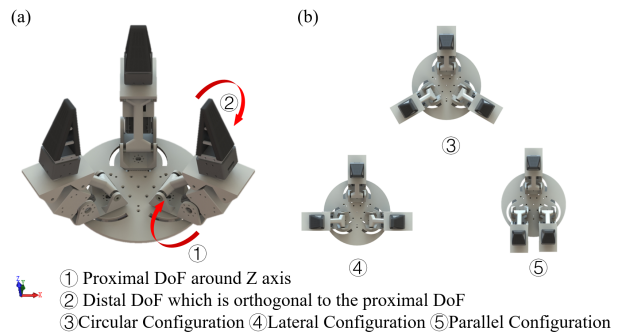 (a)
(b)
②
①
③
④
⑤
① Proximal DoF around Z axis
② Distal DoF which is orthogonal to the proximal DoF
③Circular Configuration ④Lateral Configuration ⑤Parallel Configuration
Z
X